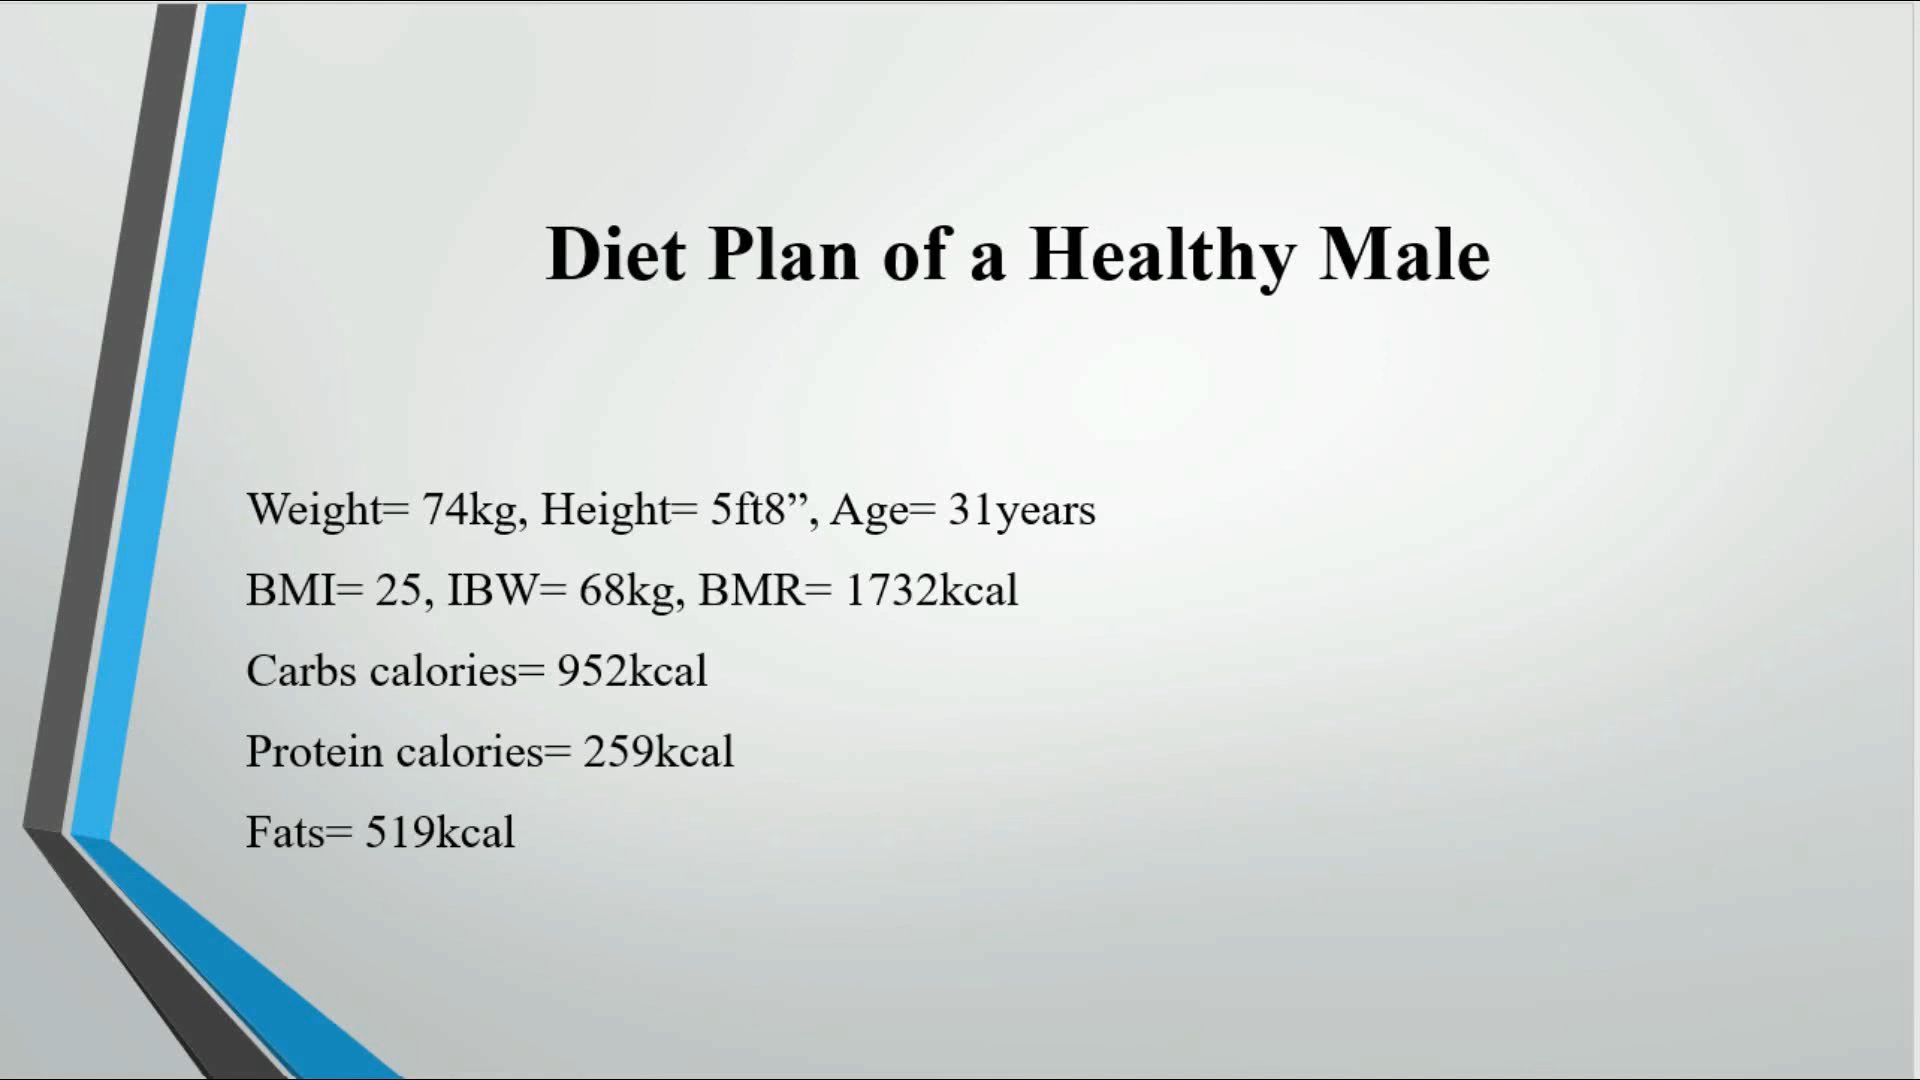 Diet Plan of a Healthy Male
Weight= 74kg, Height= 5ft8”, Age= 31years
BMI= 25, IBW= 68kg, BMR= 1732kcal
Carbs calories= 952kcal
Protein calories= 259kcal
Fats= 519kcal